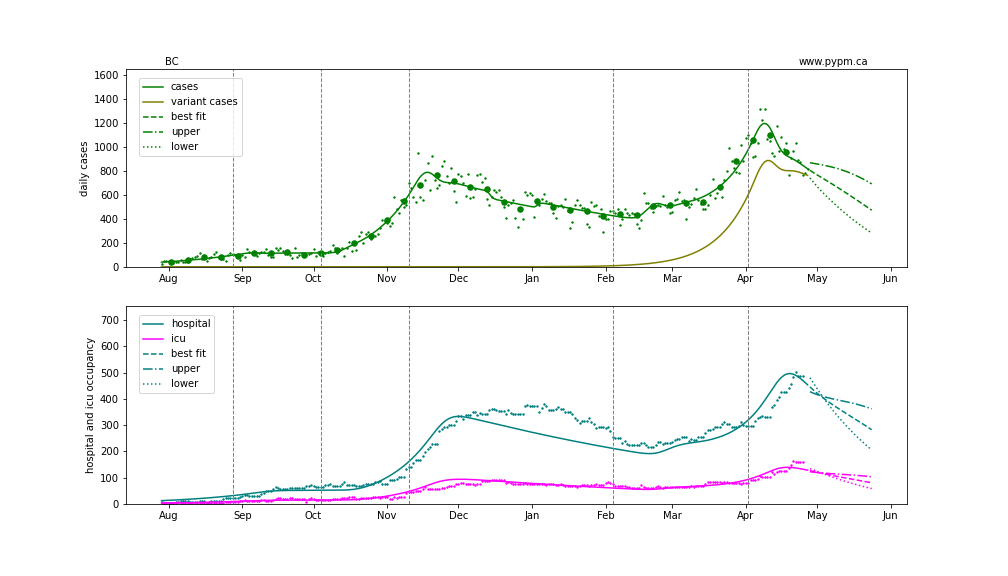 BC
www.pypm.ca
1600
1400
1200
1000
800
600
400
200
0
daily cases
cases
variant cases
best fit
upper
lower
Aug Sep Oct Nov Dec Jan Feb Mar Apr May Jun
700
600
500
400
300
200
100
0
hospital and icu occupancy
hospital
icu
best fit
upper
lower
Aug Sep Oct Nov Dec Jan Feb Mar Apr May Jun